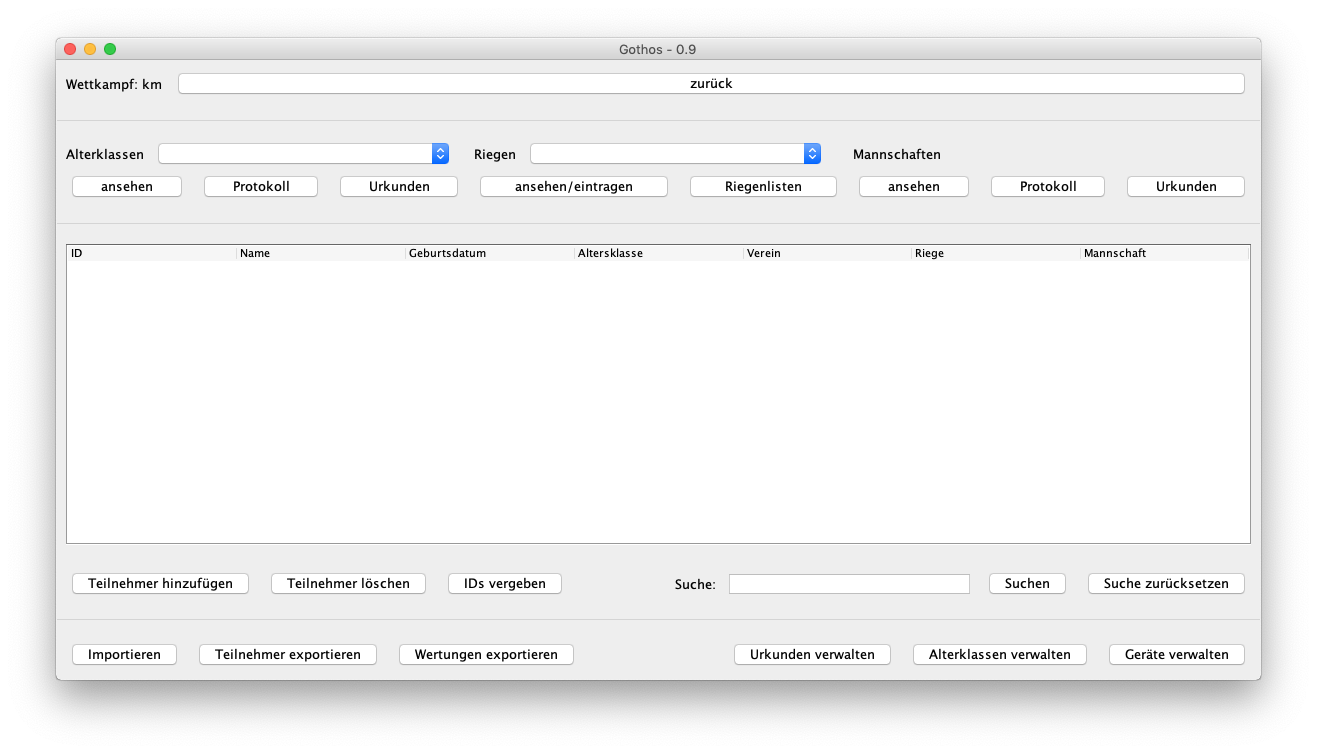 Gothos - 0.9
Wettkampf: km zurück
Alterklassen Riegen Mannschaften
ansehen Protokoll Urkunden ansehen/eintragen Riegenlisten ansehen Protokoll Urkunden
ID Name Geburtsdatum Altersklasse Verein Riege Mannschaft
Teilnehmer hinzufügen Teilnehmer löschen IDs vergeben Suche: Suchen Suche zurücksetzen
Importieren Teilnehmer exportieren Wertungen exportieren Urkunden verwalten Alterklassen verwalten Geräte verwalten